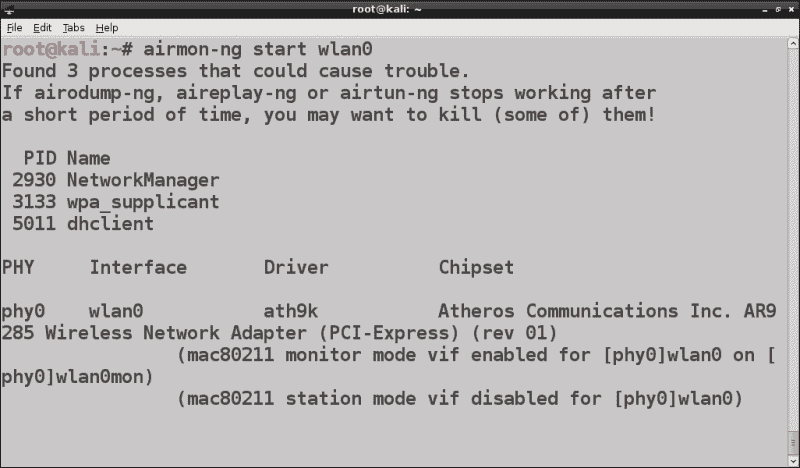 root@kali: ~
File Edit Tabs Help
root@kali:~# airmon-ng start wlan0
Found 3 processes that could cause trouble.
If airodump-ng, aireplay-ng or airtun-ng stops working after
a short period of time, you may want to kill (some of) them!
PID Name
2930 NetworkManager
3133 wpa_supplicant
5011 dhclient
PHY Interface Driver Chipset
phy0 wlan0 ath9k Atheros Communications Inc. AR9
285 Wireless Network Adapter (PCI-Express) (rev 01)
(mac80211 monitor mode vif enabled for [phy0]wlan0 on [
phy0]wlan0mon)
(mac80211 station mode vif disabled for [phy0]wlan0)